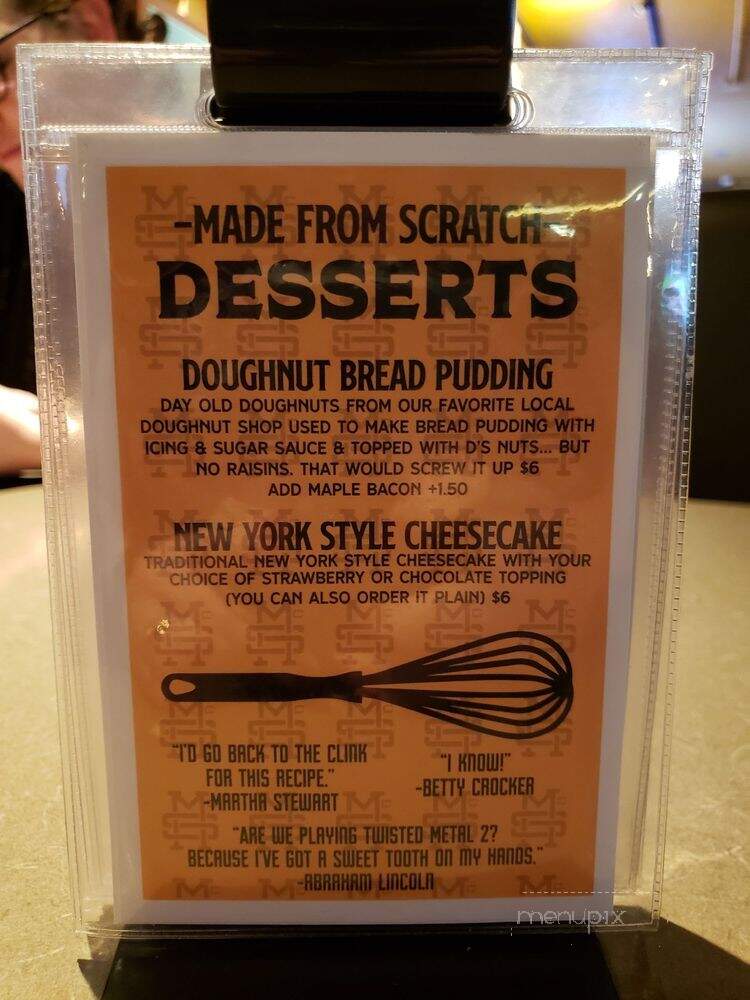 -MADE FROM SCRATCH-
DESSERTS
DOUGHNUT BREAD PUDDING
DAY OLD DOUGHNUTS FROM OUR FAVORITE LOCAL
DOUGHNUT SHOP USED TO MAKE BREAD PUDDING WITH
ICING & SUGAR SAUCE & TOPPED WITH D'S NUTS... BUT
NO RAISINS. THAT WOULD SCREW IT UP $6
ADD MAPLE BACON +1.50
NEW YORK STYLE CHEESECAKE
TRADITIONAL NEW YORK STYLE CHEESECAKE WITH YOUR
CHOICE OF STRAWBERRY OR CHOCOLATE TOPPING
(YOU CAN ALSO ORDER IT PLAIN) $6
"I'D GO BACK TO THE CLINK
FOR THIS RECIPE."
-MARTHA STEWART
"I KNOW!"
-BETTY CROCKER
"ARE WE PLAYING TWISTED METAL 2?
BECAUSE I'VE GOT A SWEET TOOTH ON MY HANDS."
-ABRAHAM LINCOLN
menupix